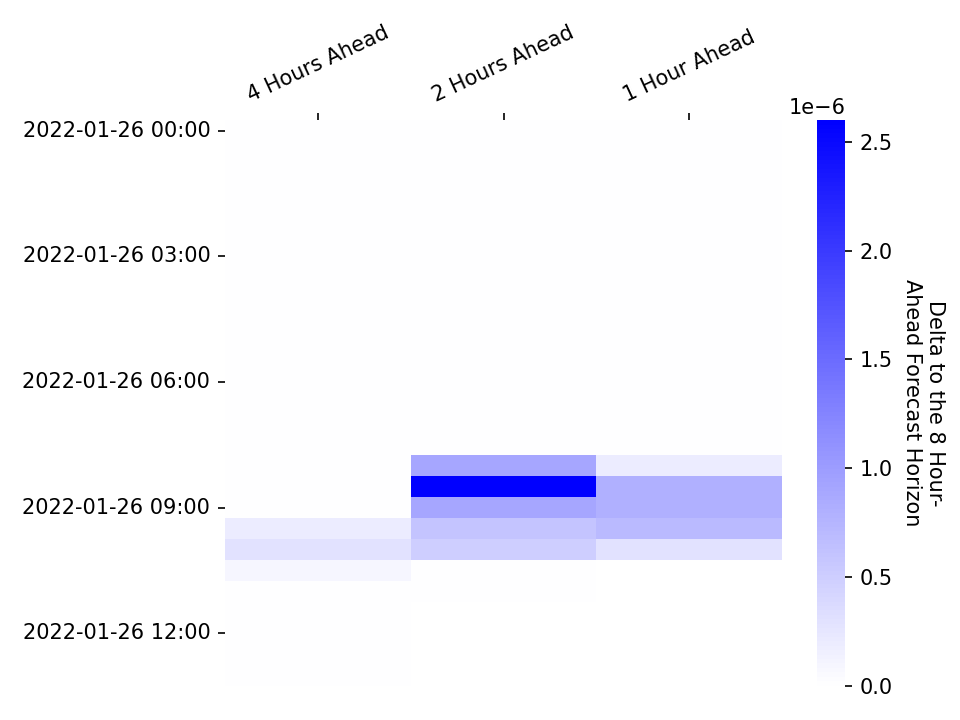 4 Hours Ahead
2 Hours Ahead
1 Hour Ahead
1e−6
2022-01-26 00:00
2022-01-26 03:00
2022-01-26 06:00
2022-01-26 09:00
2022-01-26 12:00
2.5
2.0
1.5
1.0
0.5
0.0
Delta to the 8 Hour-
Ahead Forecast Horizon